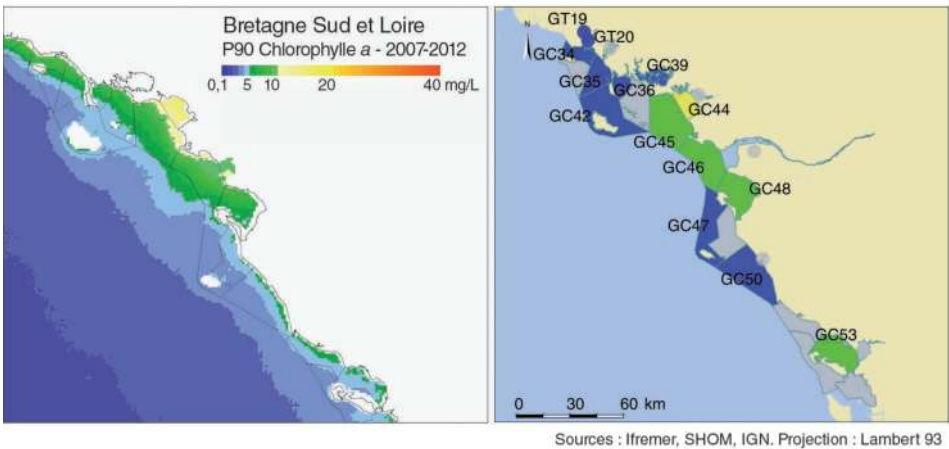 Bretagne Sud et Loire
P90 Chlorophylle a - 2007-2012
0,1 5 10 20 40 mg/L
N
GT19
GT20
GC34
GC39
GC35
GC36
GC44
GC42
GC45
GC46
GC48
GC47
GC50
GC53
0 30 60 km
Sources : Ifremer, SHOM, IGN. Projection : Lambert 93